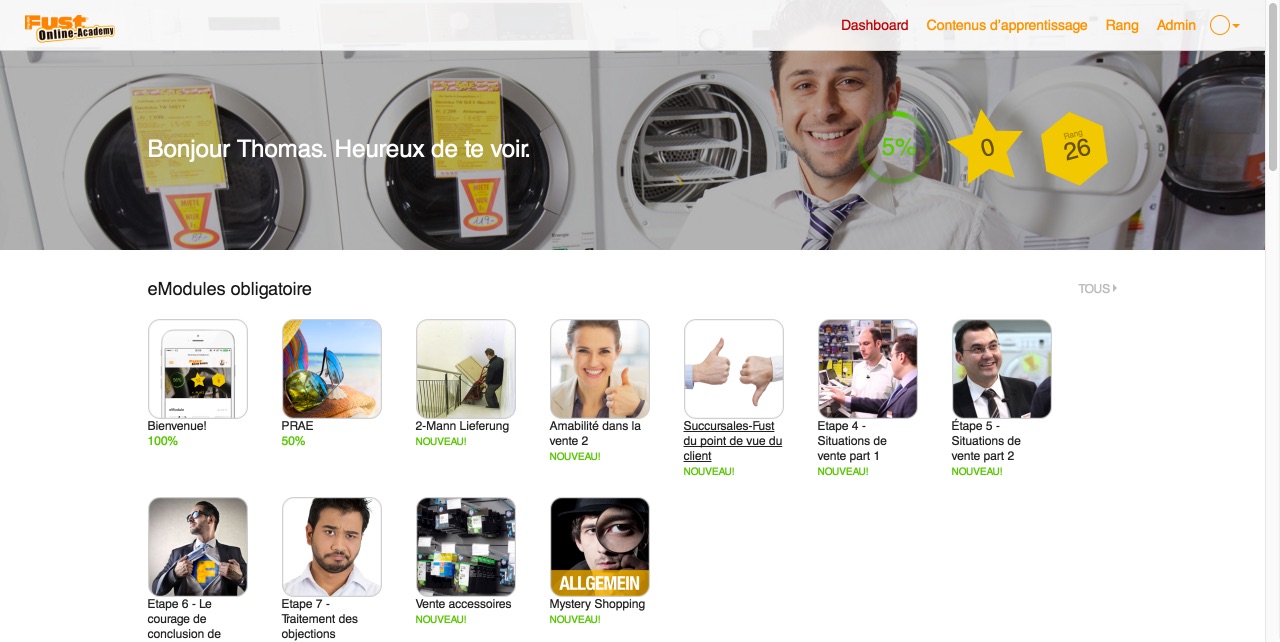 Fust
Online-Academy
Dashboard
Contenus d'apprentissage
Rang
Admin
Bonjour Thomas. Heureux de te voir.
MIETE
NUR
MIETE
NUR
5%
0
Rang
26
eModules obligatoire
TOUS
Bienvenue!
100%
PRAE
50%
2-Mann Lieferung
NOUVEAU!
Amabilité dans la
vente 2
NOUVEAU!
Succursales-Fust
du point de vue du
client
NOUVEAU!
Etape 4 -
Situations de
vente part 1
NOUVEAU!
Étape 5 -
Situations de
vente part 2
NOUVEAU!
Etape 6 - Le
courage de
conclusion de
Etape 7 -
Traitement des
objections
Vente accessoires
NOUVEAU!
ALLGEMEIN
Mystery Shopping
NOUVEAU!